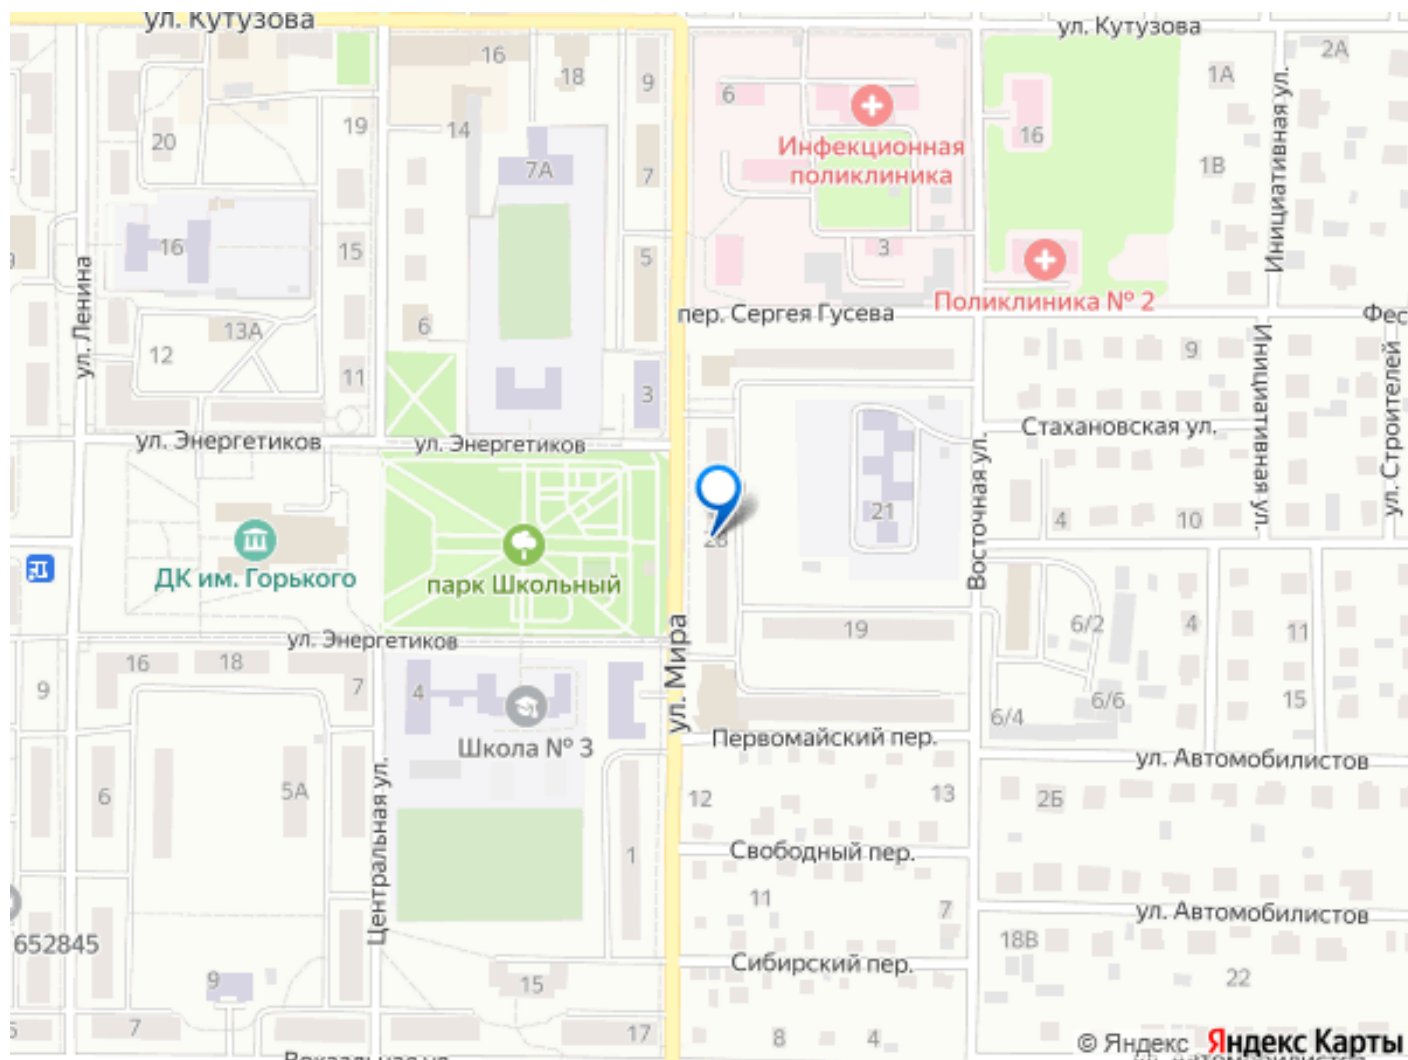 ул. Кутузова
ул. Кутузова
16
18
9
6
16
1А
2А
20
19
14
7А
7
Инфекционная
поликлиника
1В
Инициативная ул.
16
15
5
3
Поликлиника № 2
ул. Ленина
13А
6
пер. Сергея Гусева
Фес
12
11
3
9
Инициативная ул.
ул. Строителей
ул. Энергетиков
ул. Энергетиков
Стахановская ул.
21
4
10
Восточная ул.
ДК им. Горького
парк Школьный
ул. Энергетиков
ул. Мира
19
6/2
4
11
16
18
7
9
4
6/6
15
6/4
Школа № 3
Первомайский пер.
ул. Автомобилистов
6
5А
Центральная ул.
12
13
2Б
1
Свободный пер.
11
7
ул. Автомобилистов
652845
18В
9
15
Сибирский пер.
22
7
17
8
4
© Яндекс Яндекс Карты